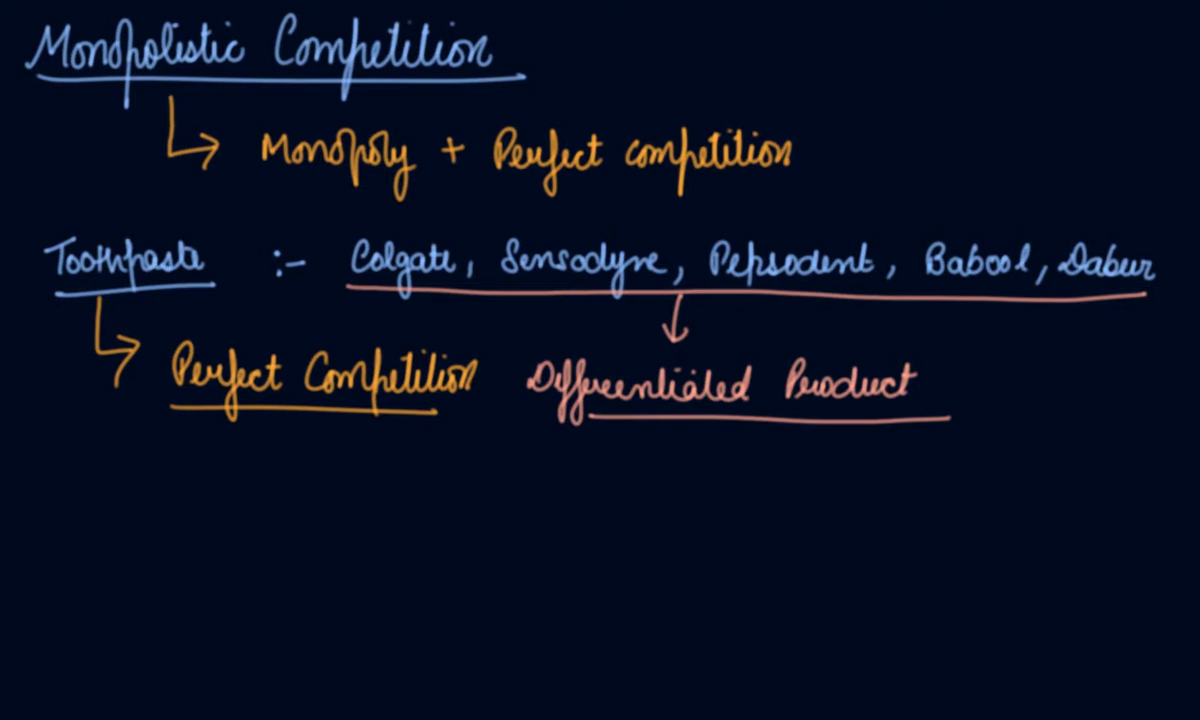 Monopolistic Competition
Monopoly + Perfect competition
Toothpaste :- Colgate, Sensodyne, Pepsodent, Babool, Dabur
Perfect Competition Differentiated Product